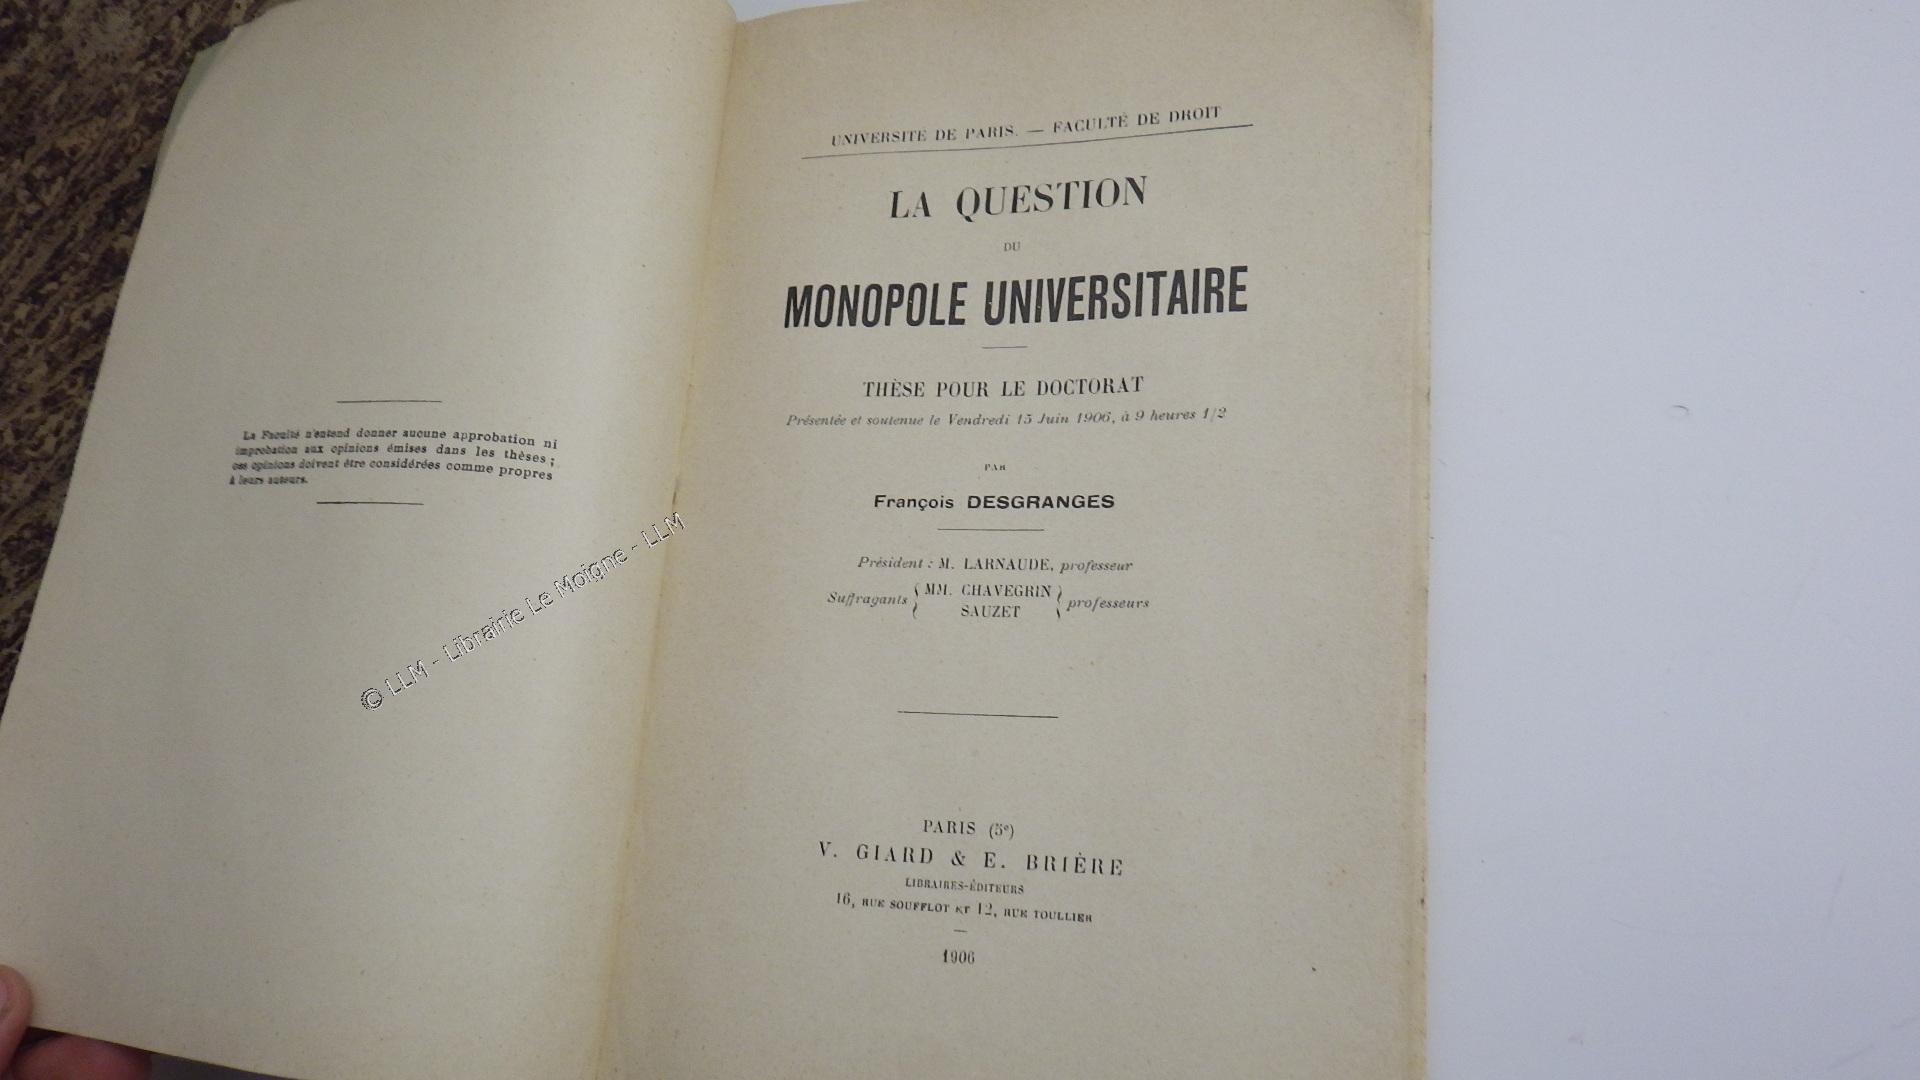 La Faculté n'entend donner aucune approbation ni
improbation aux opinions émises dans les thèses ;
ces opinions doivent être considérées comme propres
à leurs auteurs.
© LLM - Librairie Le Moigne - LLM
UNIVERSITÉ DE PARIS. — FACULTÉ DE DROIT
LA QUESTION
DU
MONOPOLE UNIVERSITAIRE
THÈSE POUR LE DOCTORAT
Présentée et soutenue le Vendredi 15 Juin 1906, à 9 heures 1/2
PAR
François DESGRANGES
Président : M. LARNAUDE, professeur
Suffragants { MM. CHAVEGRIN } professeurs
SAUZET
PARIS (5e)
V. GIARD & E. BRIÈRE
LIBRAIRES-ÉDITEURS
16, RUE SOUFFLOT ET 12, RUE TOULLIER
1906